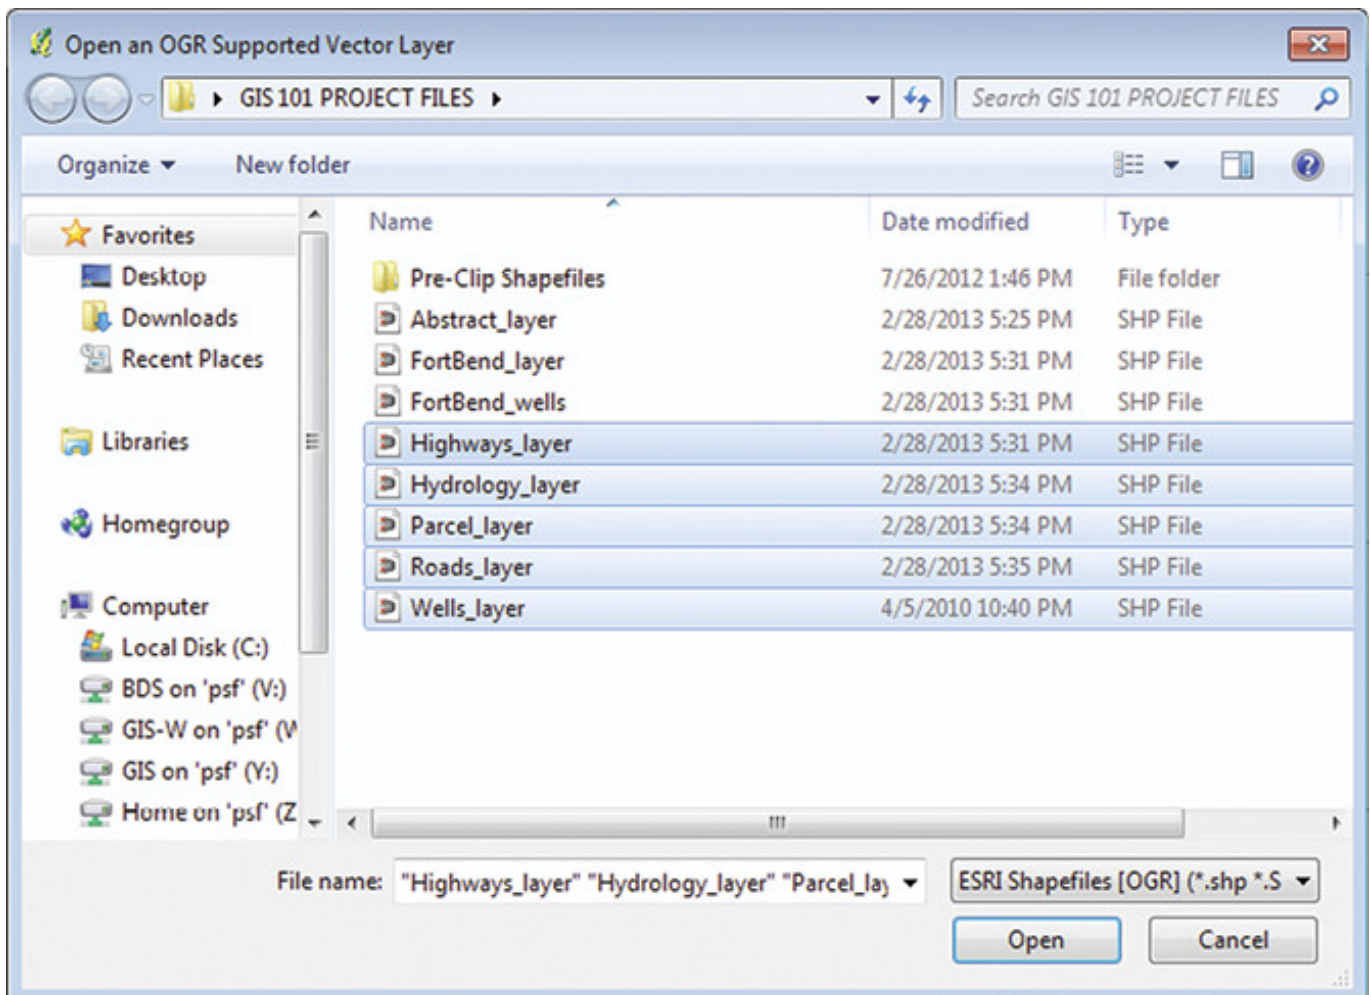 Open an OGR Supported Vector Layer
GIS 101 PROJECT FILES
Search GIS 101 PROJECT FILES
Organize
New folder
Name
Date modified
Type
Favorites
Desktop
Downloads
Recent Places
Libraries
Homegroup
Computer
Local Disk (C:)
BDS on 'psf' (V:)
GIS-W on 'psf' (W
GIS on 'psf' (Y:)
Home on 'psf' (Z
Pre-Clip Shapefiles 7/26/2012 1:46 PM File folder
Abstract_layer 2/28/2013 5:25 PM SHP File
FortBend_layer 2/28/2013 5:31 PM SHP File
FortBend_wells 2/28/2013 5:31 PM SHP File
Highways_layer 2/28/2013 5:31 PM SHP File
Hydrology_layer 2/28/2013 5:34 PM SHP File
Parcel_layer 2/28/2013 5:34 PM SHP File
Roads_layer 2/28/2013 5:35 PM SHP File
Wells_layer 4/5/2010 10:40 PM SHP File
File name: "Highways_layer" "Hydrology_layer" "Parcel_lay
ESRI Shapefiles [OGR] (*.shp *.S
Open
Cancel